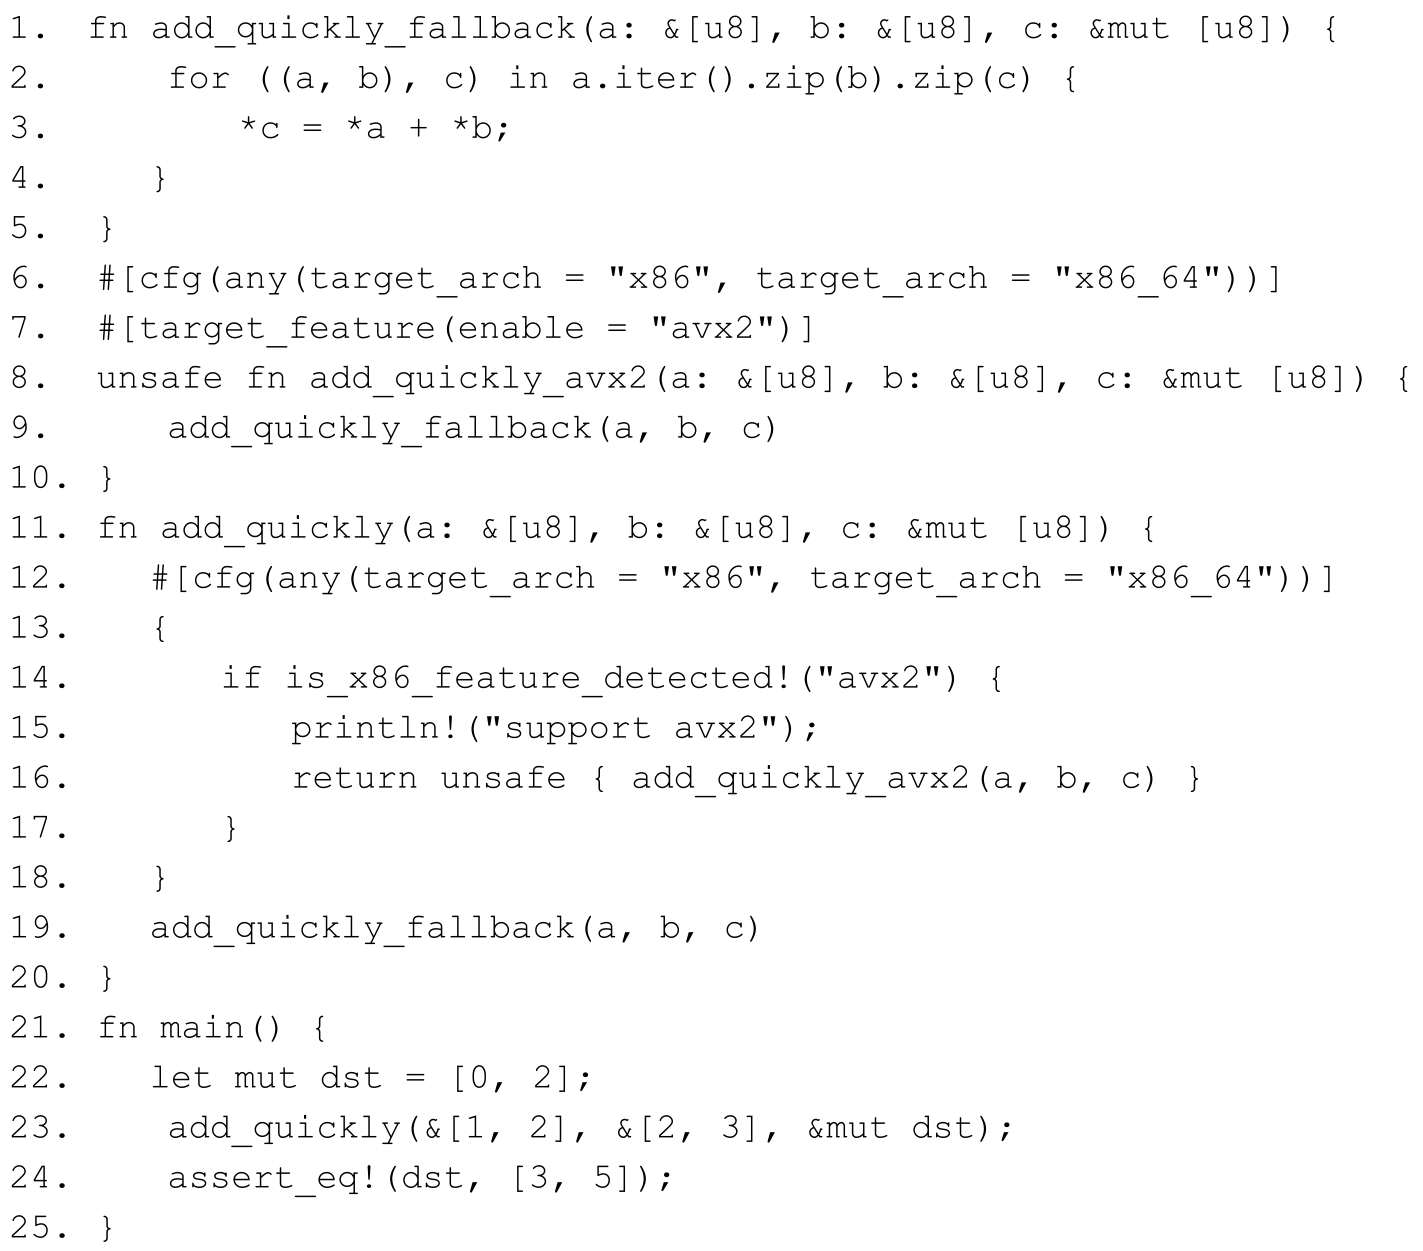 1. fn add_quickly_fallback(a: &[u8], b: &[u8], c: &mut [u8]) {
2.     for ((a, b), c) in a.iter().zip(b).zip(c) {
3.         *c = *a + *b;
4.     }
5. }
6. #[cfg(any(target_arch = "x86", target_arch = "x86_64"))]
7. #[target_feature(enable = "avx2")]
8. unsafe fn add_quickly_avx2(a: &[u8], b: &[u8], c: &mut [u8]) {
9.     add_quickly_fallback(a, b, c)
10. }
11. fn add_quickly(a: &[u8], b: &[u8], c: &mut [u8]) {
12.    #[cfg(any(target_arch = "x86", target_arch = "x86_64"))]
13.    {
14.        if is_x86_feature_detected!("avx2") {
15.            println!("support avx2");
16.            return unsafe { add_quickly_avx2(a, b, c) }
17.        }
18.    }
19.    add_quickly_fallback(a, b, c)
20. }
21. fn main() {
22.    let mut dst = [0, 2];
23.     add_quickly(&[1, 2], &[2, 3], &mut dst);
24.     assert_eq!(dst, [3, 5]);
25. }